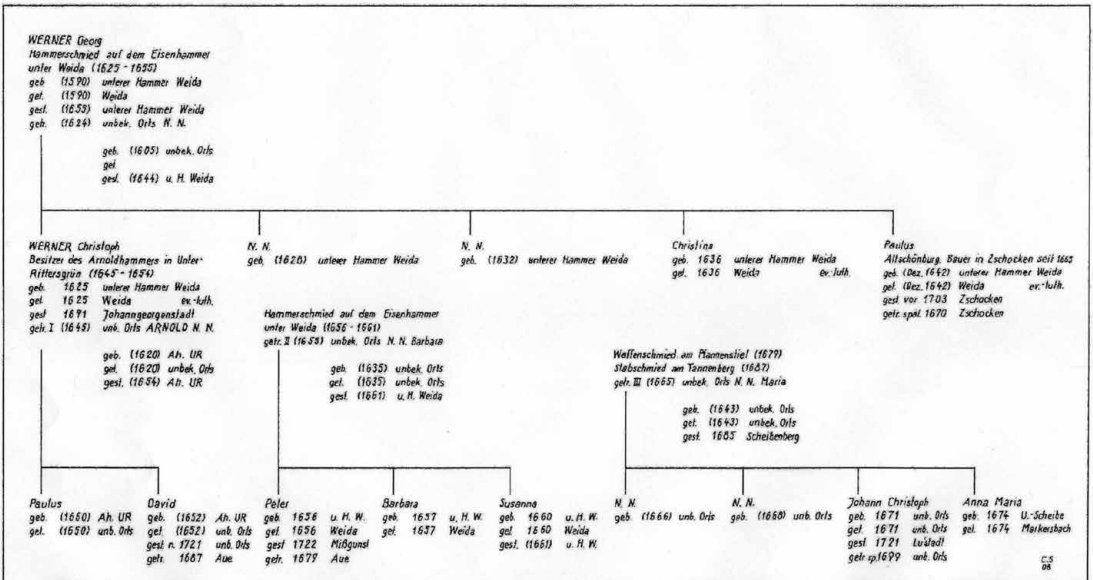 WERNER Georg
Hammerschmied auf dem Eisenhammer
unter Weida (1625 - 1655)
geb (1590) unterer Hammer Weida
get. (1590) Weida
gest. (1655) unterer Hammer Weida
geh. (1624) unbek. Orts N. N.
geb. (1605) unbek. Orts
get
gest. (1644) u. H. Weida
WERNER Christoph
Besitzer des Arnoldhammers in Unter-
Rittersgrün (1645 - 1654)
geb. 1625 unterer Hammer Weida
get. 1625 Weida ev.-luth.
gest 1691 Johanngeorgenstadt
getr. I (1645) unb. Orts ARNOLD N. N.
geb. (1620) Ah. UR
get. (1620) unbek. Orts
gest. (1654) Ah. UR
N. N.
geb. (1628) unterer Hammer Weida
N. N.
geb. (1632) unterer Hammer Weida
Christina
geb. 1636 unterer Hammer Weida
get. 1636 Weida ev.-luth.
Paulus
Altschönburg. Bauer in Zschocken seit 1665
geb. (Dez. 1642) unterer Hammer Weida
get. (Dez. 1642) Weida ev.-luth.
gest vor 1703 Zschocken
getr. spät. 1670 Zschocken
Hammerschmied auf dem Eisenhammer
unter Weida (1656 - 1661)
getr. II (1655) unbek. Orts N. N. Barbara
geb. (1635) unbek. Orts
get. (1635) unbek. Orts
gest. (1661) u. H. Weida
Waffenschmied am Pfannenstiel (1679)
Stabschmied am Tannenberg (1687)
getr. III (1665) unbek. Orts N. N. Maria
geb. (1643) unbek. Orts
get. (1643) unbek. Orts
gest. 1685 Scheibenberg
Paulus
geb. (1650) Ah. UR
get. (1650) unb. Orts
David
geb. (1652) Ah. UR
get. (1652) unb. Orts
gest n. 1721 unb. Orts
getr. 1687 Aue
Peter
geb. 1656 u. H. W.
get. 1656 Weida
gest 1722 Mißgunst
getr. 1679 Aue
Barbara
geb. 1657 u. H. W.
get. 1657 Weida
Susanna
geb. 1660 u. H. W.
get. 1660 Weida
gest. (1661) u. H. W.
N. N.
geb. (1666) unb. Orts
N. N.
geb. (1668) unb. Orts
Johann Christoph
geb. 1671 unb. Orts
get. 1671 unb. Orts
gest 1721
getr sp. 1699 unb. Orts
Anna Maria
geb. 1674 U.-Scheibe
get. 1674 Markersbach
C.S
06